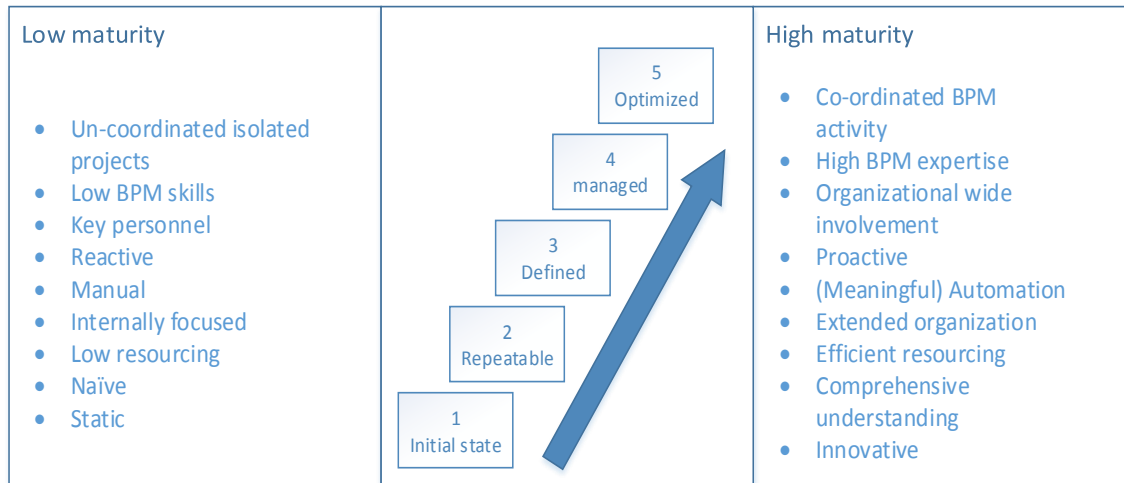 Low maturity
Un-coordinated isolated
projects
Low BPM skills
Key personnel
Reactive
Manual
Internally focused
Low resourcing
Naïve
Static
5
Optimized
4
managed
3
Defined
2
Repeatable
1
Initial state
High maturity
Co-ordinated BPM
activity
High BPM expertise
Organizational wide
involvement
Proactive
(Meaningful) Automation
Extended organization
Efficient resourcing
Comprehensive
understanding
Innovative